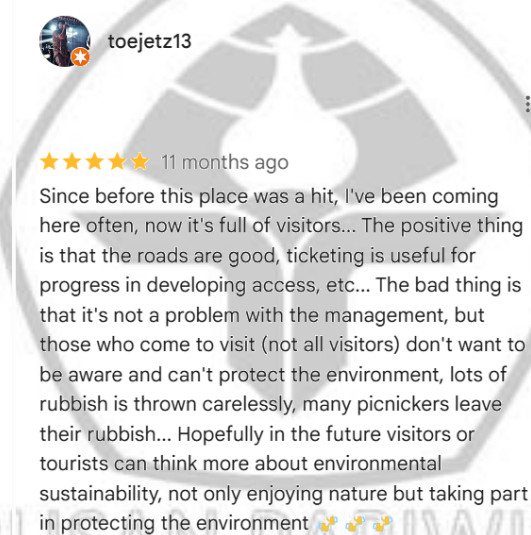 toejetz13
11 months ago
Since before this place was a hit, I've been coming
here often, now it's full of visitors... The positive thing
is that the roads are good, ticketing is useful for
progress in developing access, etc... The bad thing is
that it's not a problem with the management, but
those who come to visit (not all visitors) don't want to
be aware and can't protect the environment, lots of
rubbish is thrown carelessly, many picnickers leave
their rubbish... Hopefully in the future visitors or
tourists can think more about environmental
sustainability, not only enjoying nature but taking part
in protecting the environment